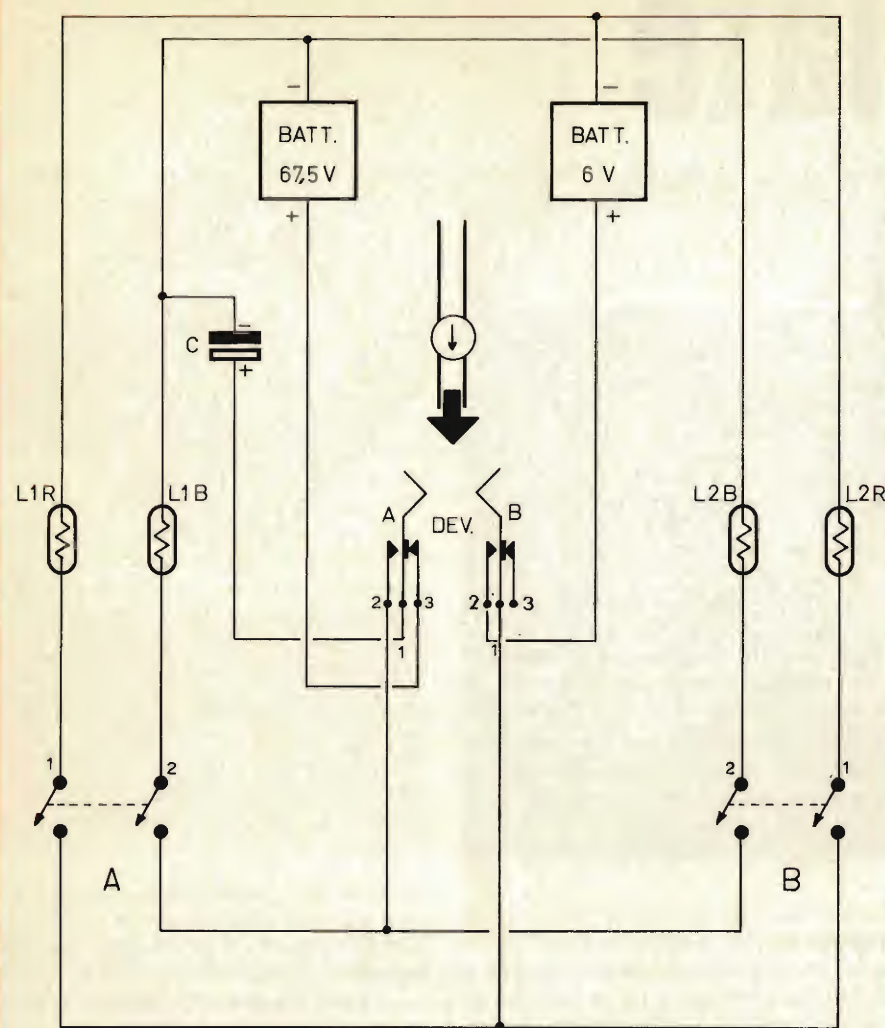 - -
BATT. BATT.
67,5 V 6 V
+ +
C - +
L1R L1B L2B L2R
A DEV. B
2 3 2 3
1 1
1 2 2 1
A B